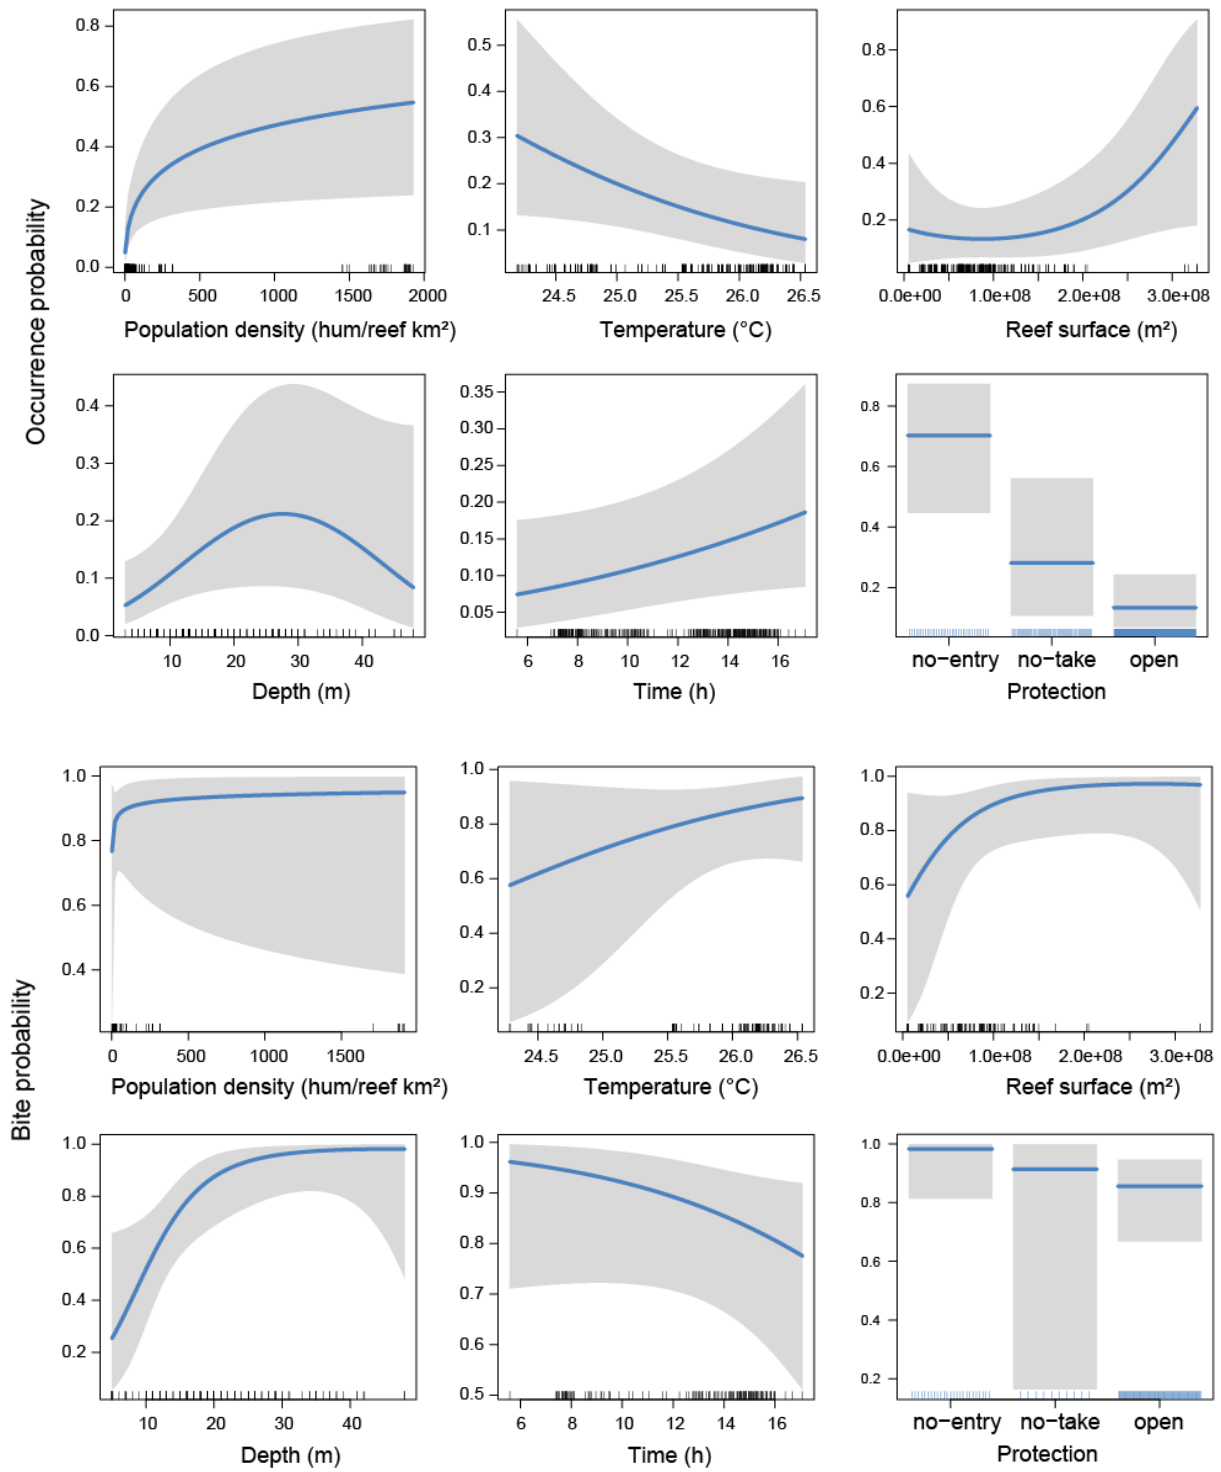 Occurrence probability
0.8
0.6
0.4
0.2
0.0
0 500 1000 1500 2000
Population density (hum/reef km²)
0.5
0.4
0.3
0.2
0.1
24.5 25.0 25.5 26.0 26.5
Temperature (°C)
0.8
0.6
0.4
0.2
0.0e+00 1.0e+08 2.0e+08 3.0e+08
Reef surface (m²)
0.4
0.3
0.2
0.1
0.0
10 20 30 40
Depth (m)
0.35
0.30
0.25
0.20
0.15
0.10
0.05
6 8 10 12 14 16
Time (h)
0.8
0.6
0.4
0.2
no−entry no−take open
Protection
Bite probability
1.0
0.8
0.6
0.4
0 500 1000 1500
Population density (hum/reef km²)
1.0
0.8
0.6
0.4
0.2
24.5 25.0 25.5 26.0 26.5
Temperature (°C)
1.0
0.8
0.6
0.4
0.2
0.0e+00 1.0e+08 2.0e+08 3.0e+08
Reef surface (m²)
1.0
0.8
0.6
0.4
0.2
10 20 30 40
Depth (m)
1.0
0.9
0.8
0.7
0.6
0.5
6 8 10 12 14 16
Time (h)
1.0
0.8
0.6
0.4
0.2
no−entry no−take open
Protection